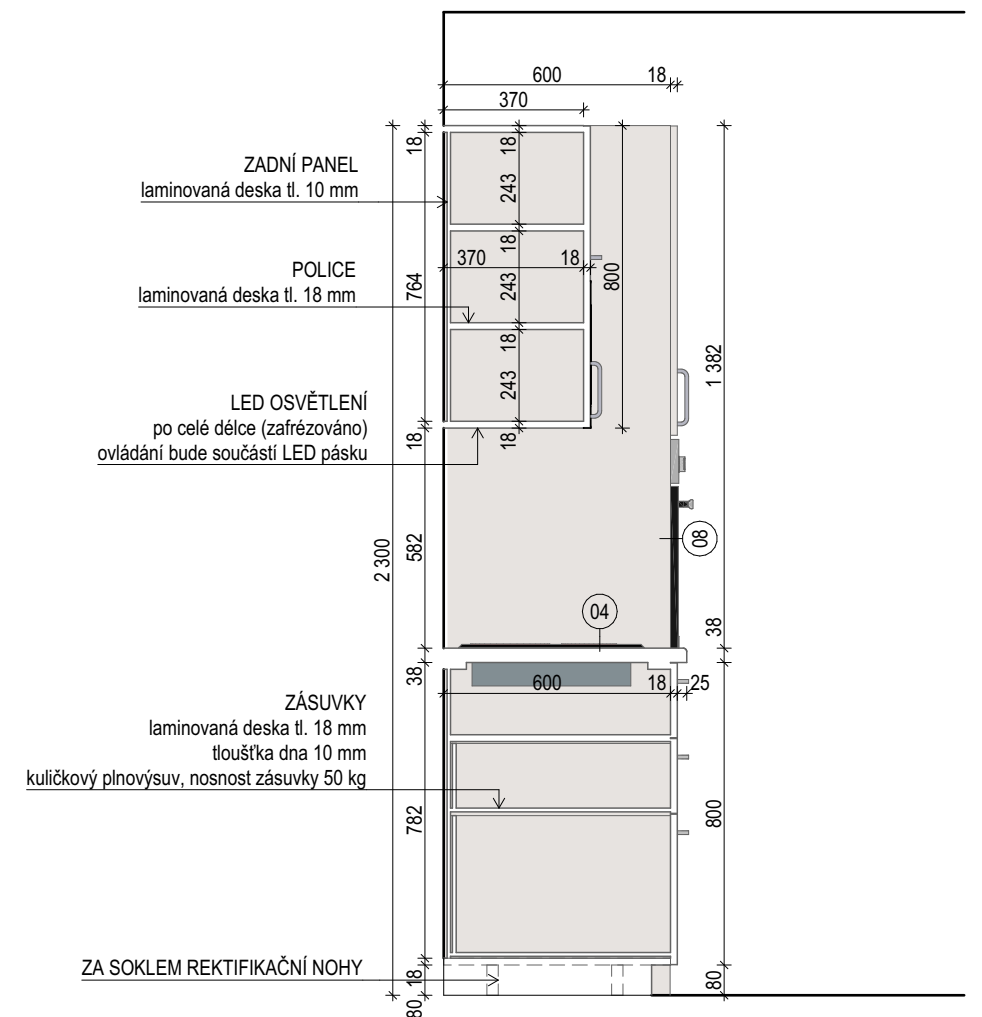 600
18
370
18
18
ZADNÍ PANEL
laminovaná deska tl. 10 mm
243
370
18
18
800
POLICE
laminovaná deska tl. 18 mm
764
243
18
1 382
LED OSVĚTLENÍ
po celé délce (zafrézováno)
ovládání bude součástí LED pásku
243
18
18
2 300
582
08
04
38
38
600
18
25
ZÁSUVKY
laminovaná deska tl. 18 mm
tloušťka dna 10 mm
kuličkový plnovýsuv, nosnost zásuvky 50 kg
782
800
ZA SOKLEM REKTIFIKAČNÍ NOHY
18
80
80